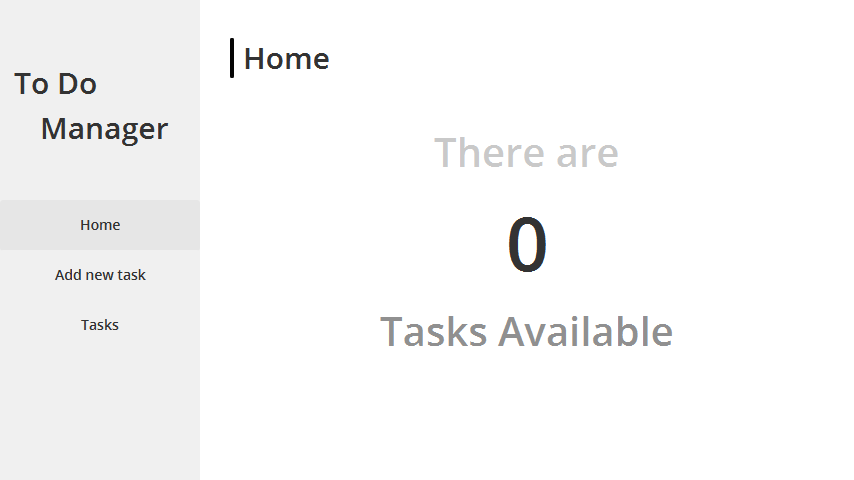 To Do
Manager
Home
Add new task
Tasks
Home
There are
0
Tasks Available